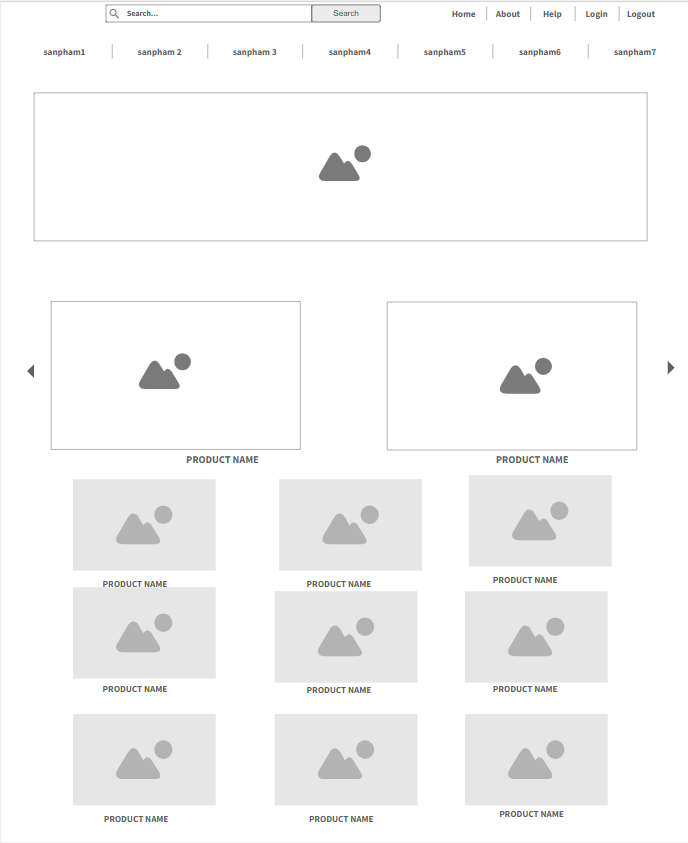 Search... Search Home About Help Login Logout
sanpham1 sanpham 2 sanpham 3 sanpham4 sanpham5 sanpham6 sanpham7
PRODUCT NAME PRODUCT NAME
PRODUCT NAME PRODUCT NAME PRODUCT NAME
PRODUCT NAME PRODUCT NAME PRODUCT NAME
PRODUCT NAME PRODUCT NAME PRODUCT NAME